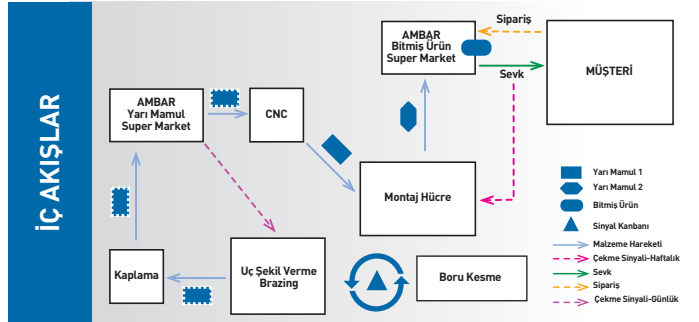 İÇ AKIŞLAR
AMBAR
Bitmiş Ürün
Super Market
Sipariş
Sevk
MÜŞTERİ
AMBAR
Yarı Mamul
Super Market
CNC
Montaj Hücre
Kaplama
Uç Şekil Verme
Brazing
Boru Kesme
Yarı Mamul 1
Yarı Mamul 2
Bitmiş Ürün
Sinyal Kanbanı
Malzeme Hareketi
Çekme Sinyali-Haftalık
Sevk
Sipariş
Çekme Sinyali-Günlük